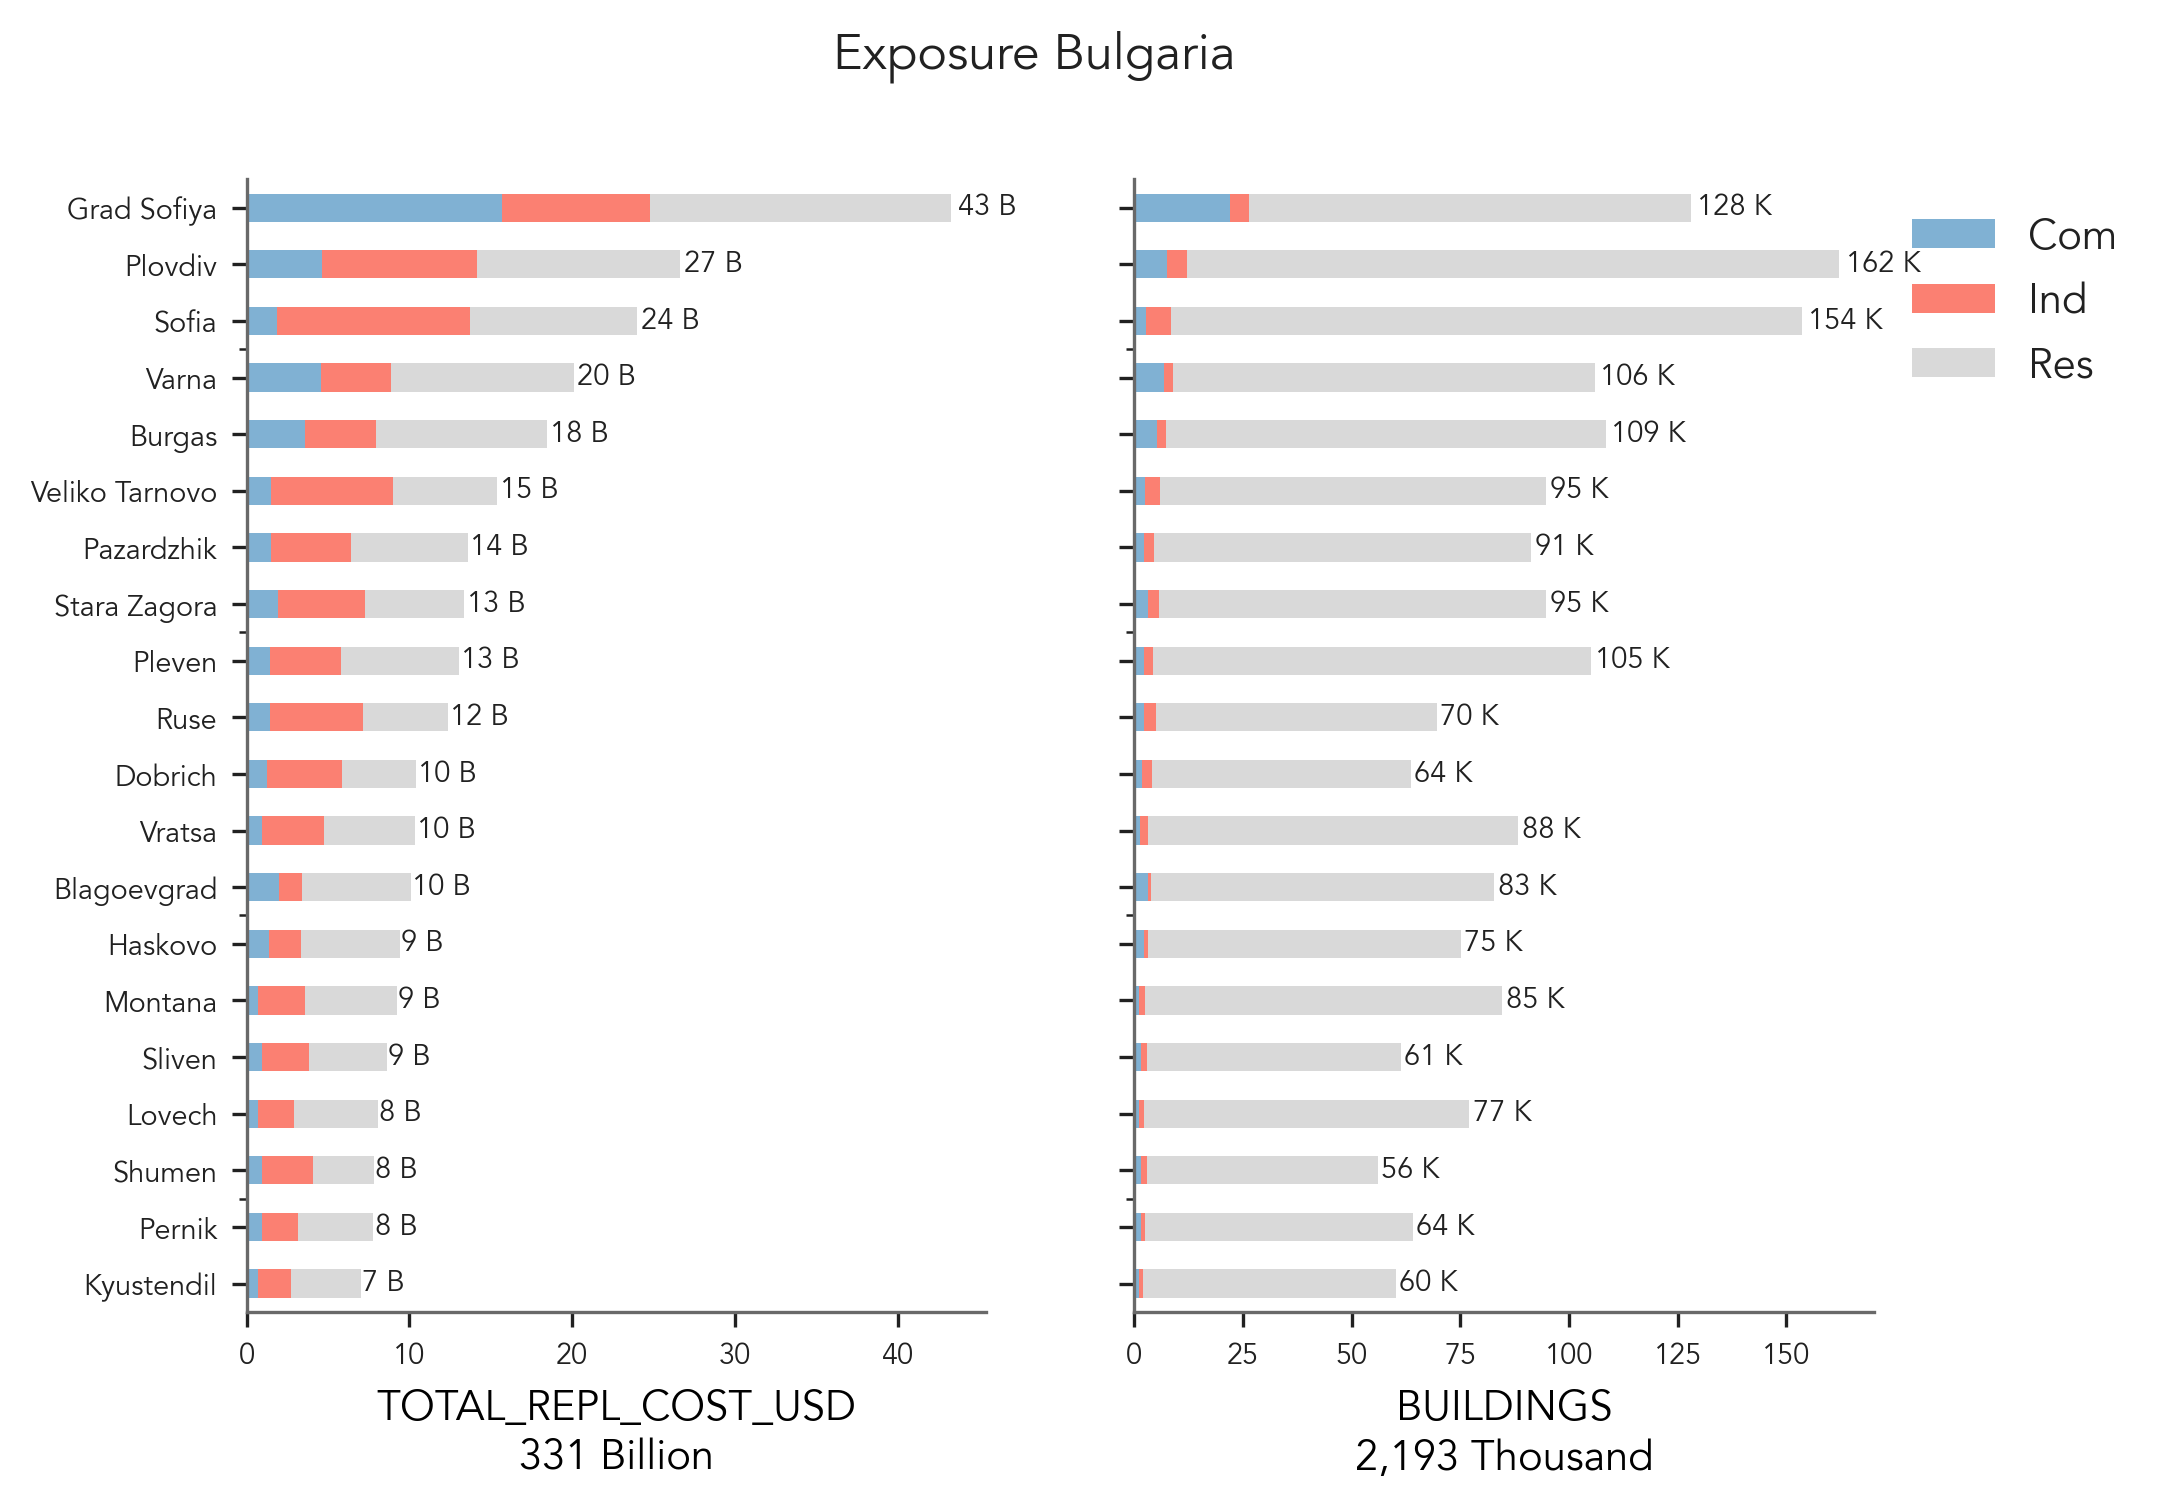 Exposure Bulgaria
Grad Sofiya 43 B 128 K
Plovdiv 27 B 162 K
Sofia 24 B 154 K
Varna 20 B 106 K
Burgas 18 B 109 K
Veliko Tarnovo 15 B 95 K
Pazardzhik 14 B 91 K
Stara Zagora 13 B 95 K
Pleven 13 B 105 K
Ruse 12 B 70 K
Dobrich 10 B 64 K
Vratsa 10 B 88 K
Blagoevgrad 10 B 83 K
Haskovo 9 B 75 K
Montana 9 B 85 K
Sliven 9 B 61 K
Lovech 8 B 77 K
Shumen 8 B 56 K
Pernik 8 B 64 K
Kyustendil 7 B 60 K
0 10 20 30 40
TOTAL_REPL_COST_USD
331 Billion
0 25 50 75 100 125 150
BUILDINGS
2,193 Thousand
Com
Ind
Res